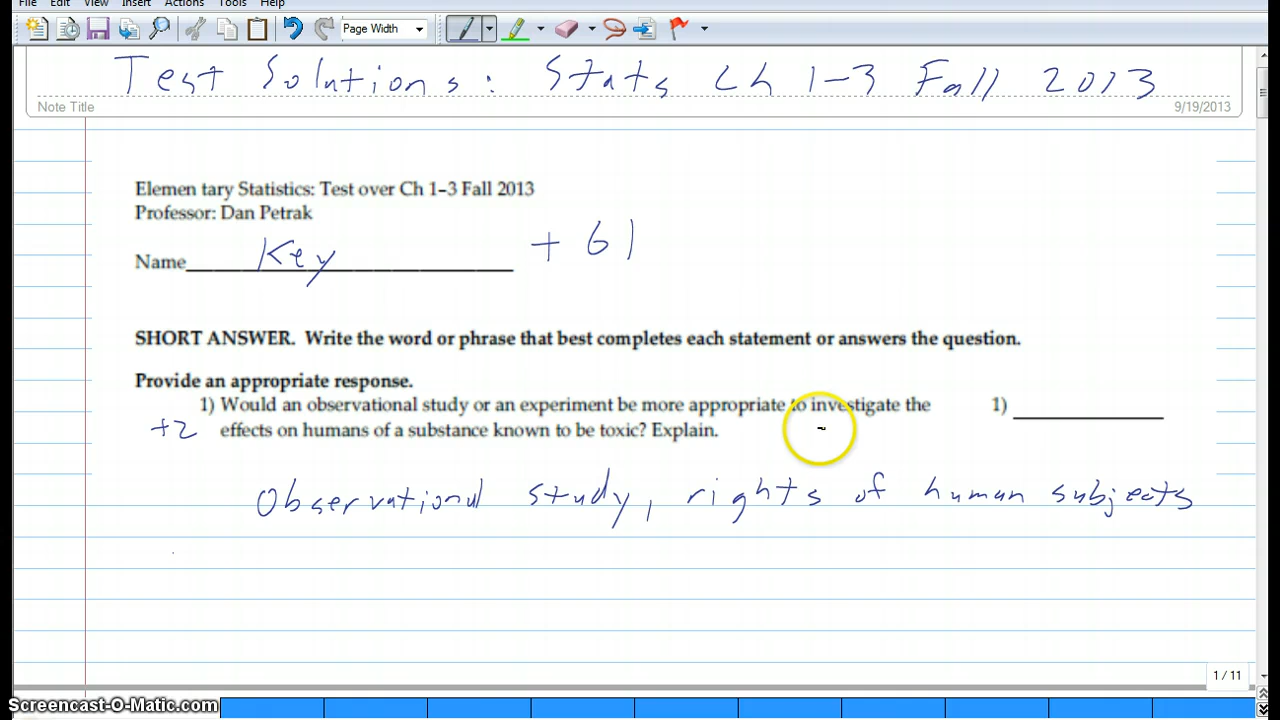 File Edit View Insert Actions Tools Help
Page Width
Test Solutions: Stats Ch 1-3 Fall 2013
Note Title
9/19/2013
Elemen tary Statistics: Test over Ch 1-3 Fall 2013
Professor: Dan Petrak
Name Key + 61
SHORT ANSWER. Write the word or phrase that best completes each statement or answers the question.
Provide an appropriate response.
1) Would an observational study or an experiment be more appropriate to investigate the 1)
+2 effects on humans of a substance known to be toxic? Explain.
Observational study, rights of human subjects
1 / 11
Screencast-O-Matic.com